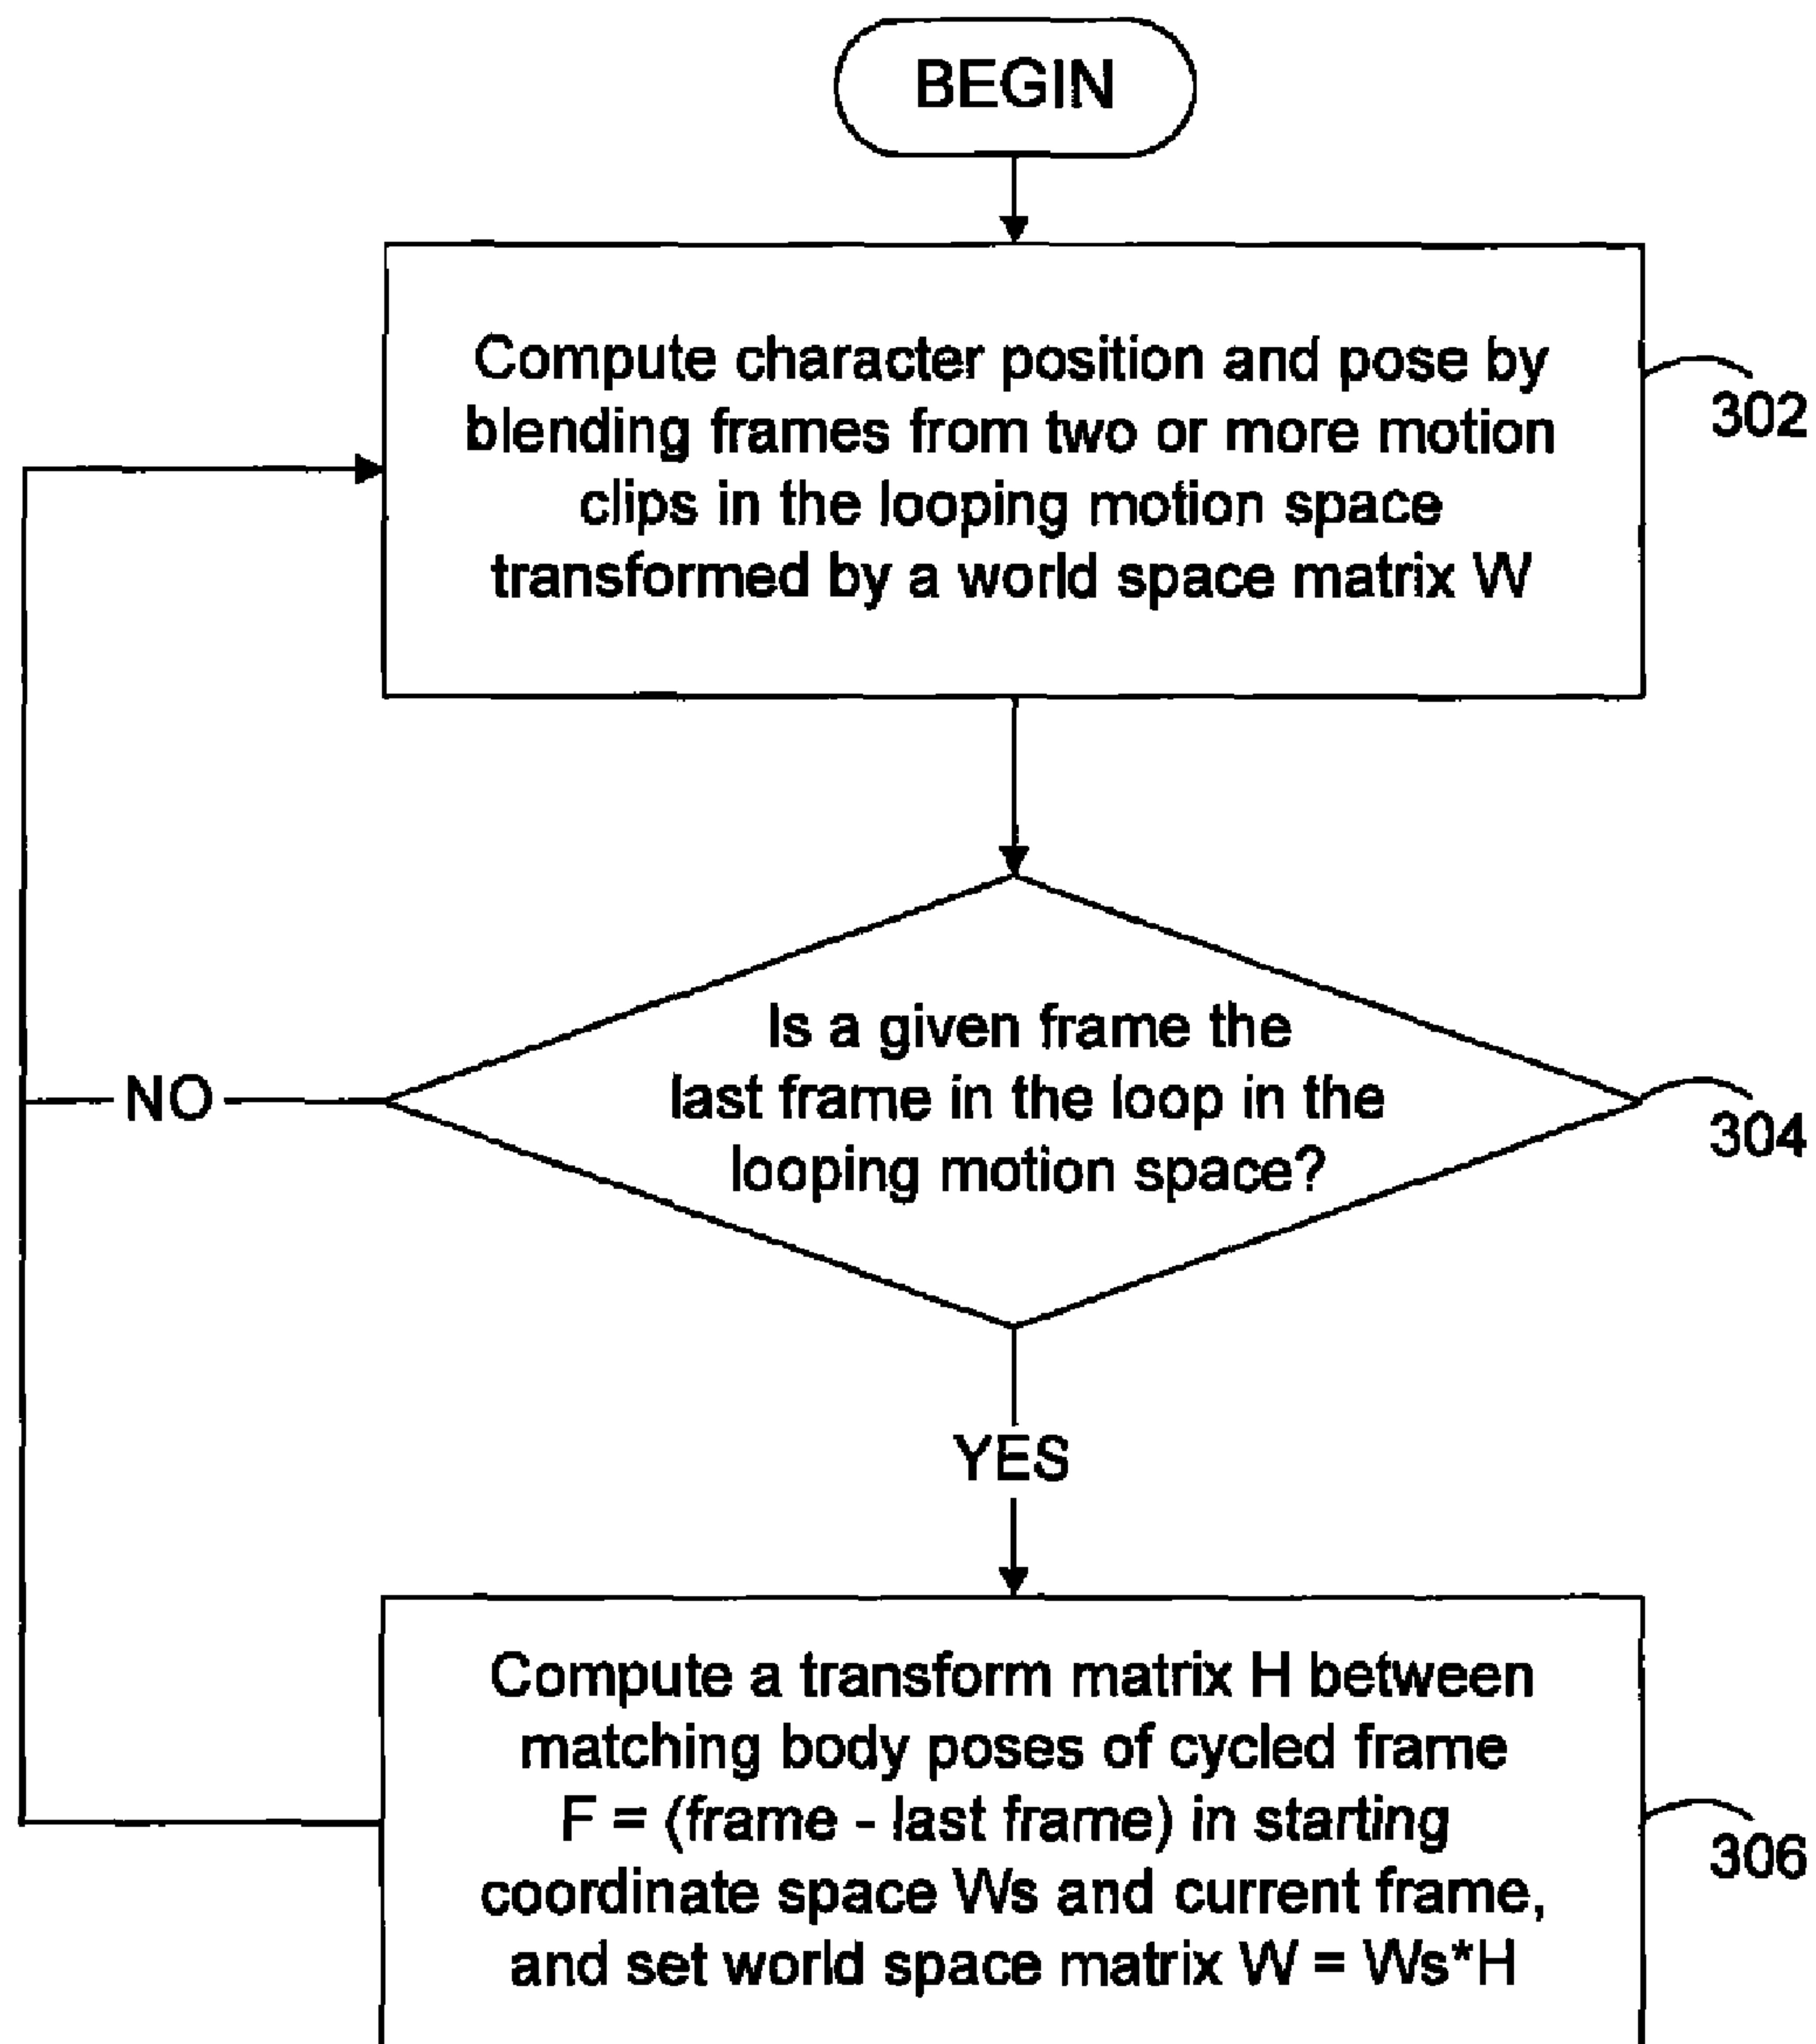 BEGIN
Compute character position and pose by
blending frames from two or more motion
clips in the looping motion space
transformed by a world space matrix W
302
Is a given frame the
last frame in the loop in the
looping motion space?
304
NO
YES
Compute a transform matrix H between
matching body poses of cycled frame
F = (frame - last frame) in starting
coordinate space Ws and current frame,
and set world space matrix W = Ws*H
306